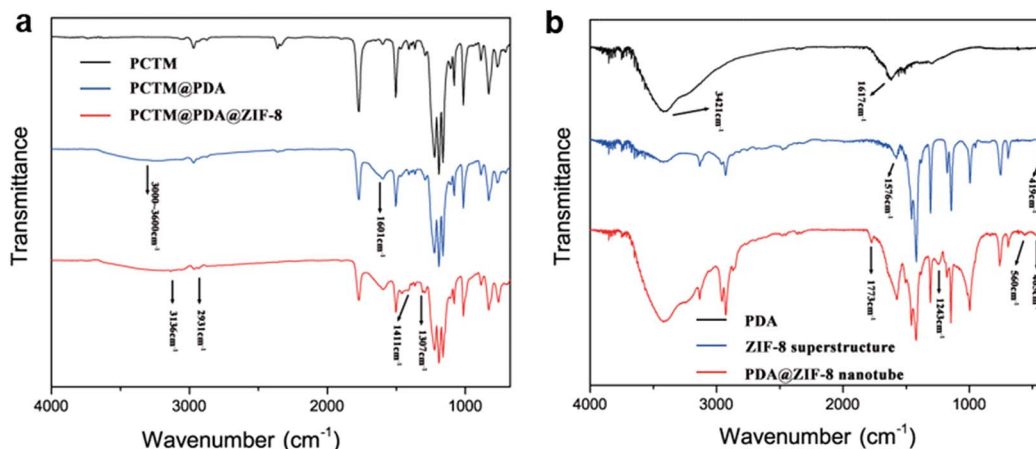 a
Transmittance
PCTM
PCTM@PDA
PCTM@PDA@ZIF-8
3000~3600cm⁻¹
1601cm⁻¹
3136cm⁻¹
2931cm⁻¹
1411cm⁻¹
1307cm⁻¹
4000 3000 2000 1000
Wavenumber (cm⁻¹)
b
Transmittance
3421cm⁻¹
1617cm⁻¹
1576cm⁻¹
1773cm⁻¹
1243cm⁻¹
560cm⁻¹
PDA
ZIF-8 superstructure
PDA@ZIF-8 nanotube
4000 3000 2000 1000
Wavenumber (cm⁻¹)